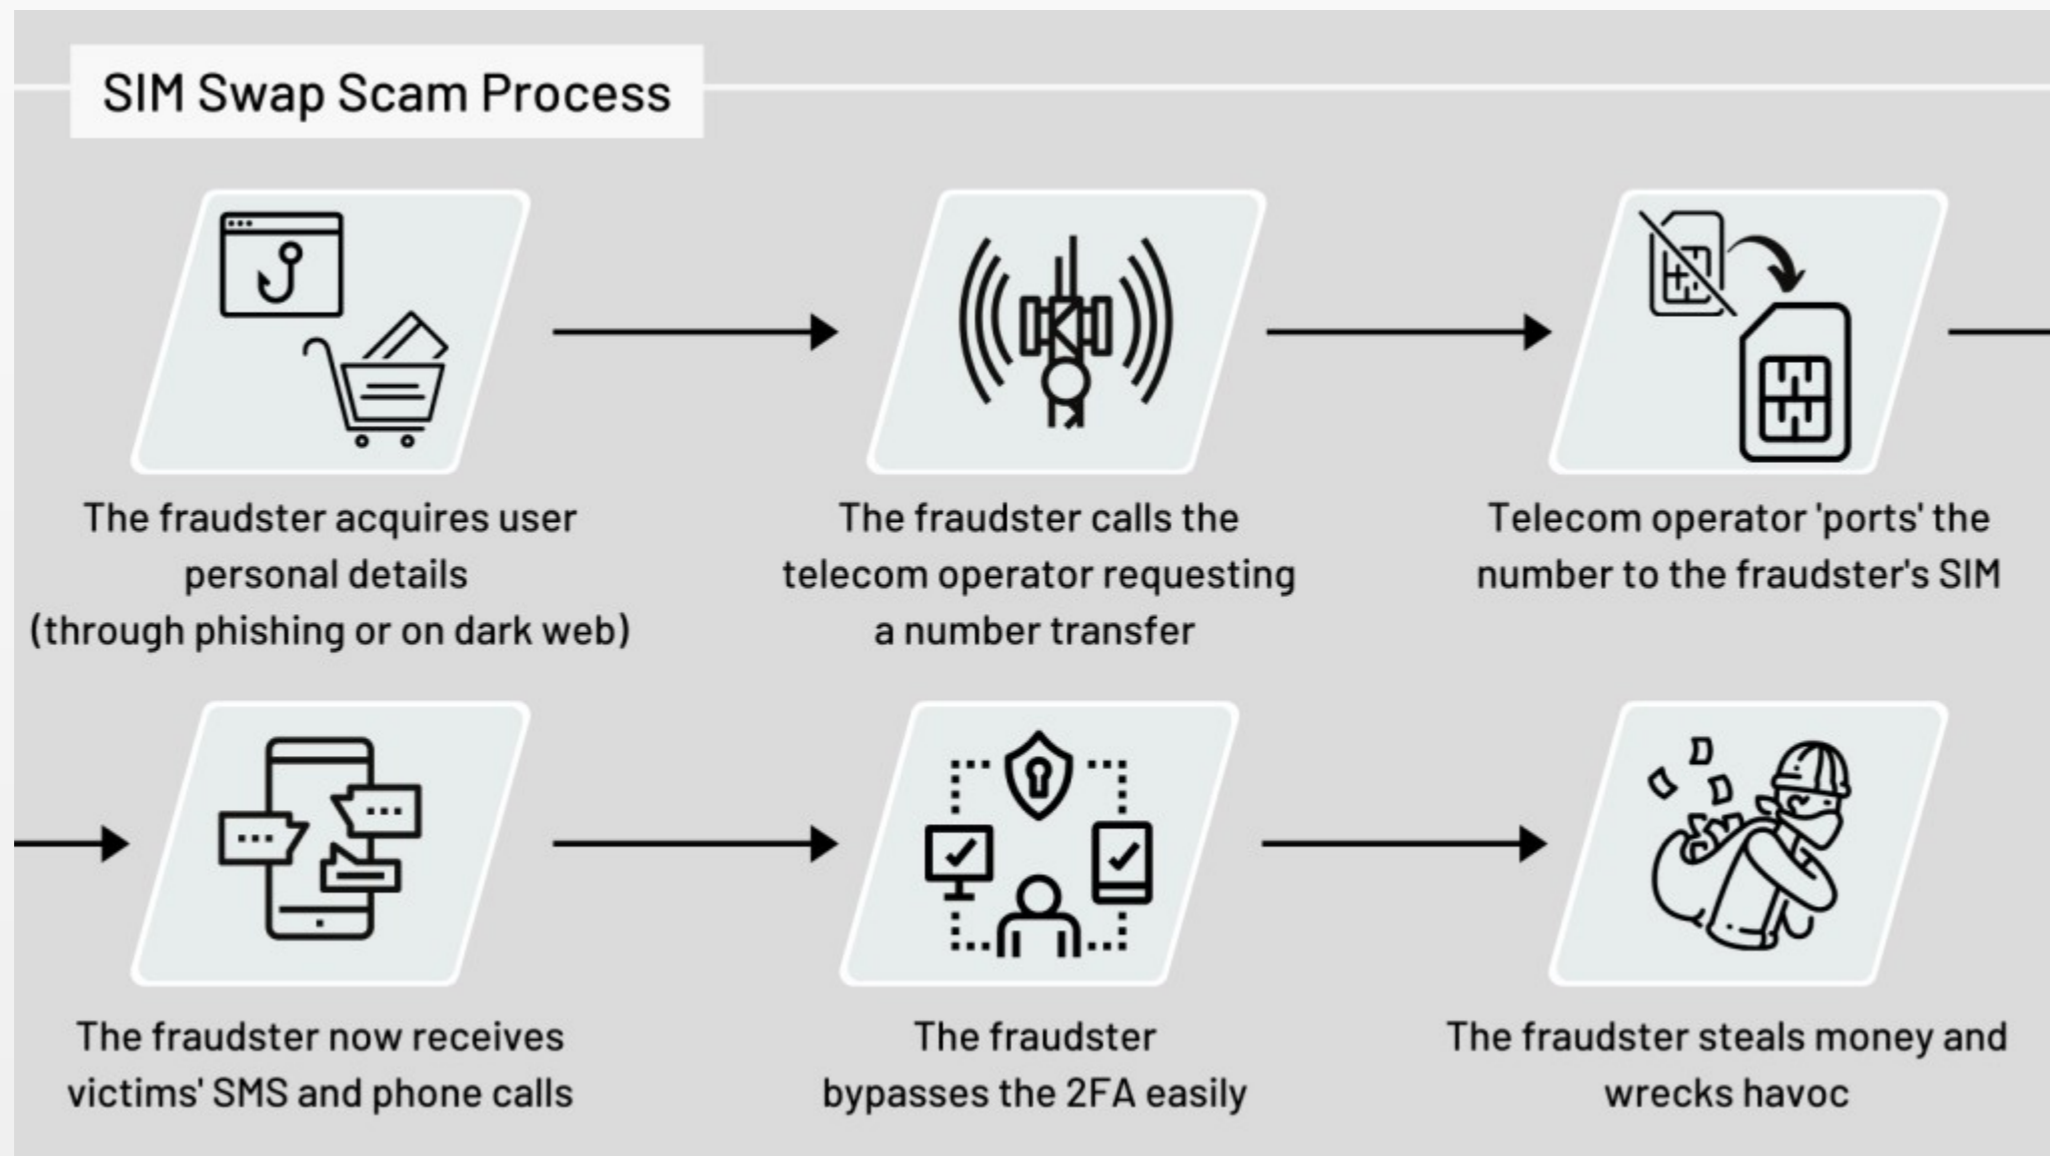 SIM Swap Scam Process
The fraudster acquires user
personal details
(through phishing or on dark web)
The fraudster calls the
telecom operator requesting
a number transfer
Telecom operator 'ports' the
number to the fraudster's SIM
The fraudster now receives
victims' SMS and phone calls
The fraudster
bypasses the 2FA easily
The fraudster steals money and
wrecks havoc